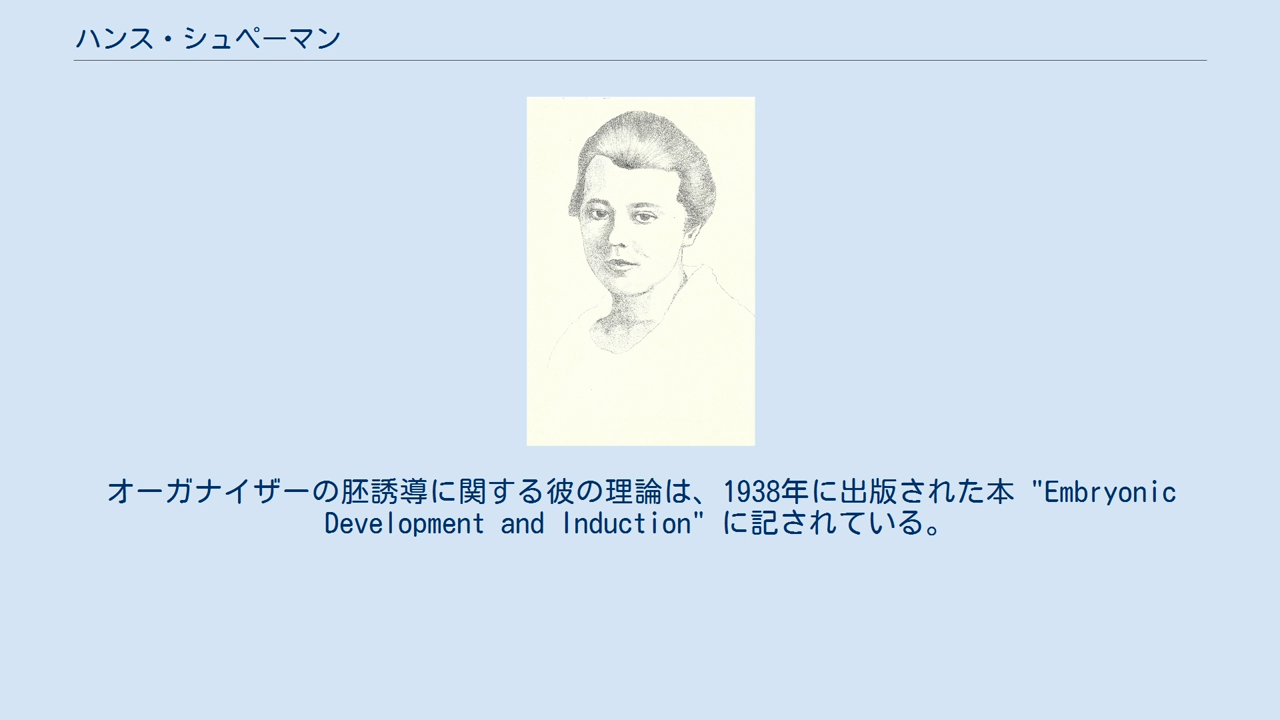 ハンス・シュペーマン
オーガナイザーの胚誘導に関する彼の理論は、1938年に出版された本 "Embryonic
Development and Induction" に記されている。